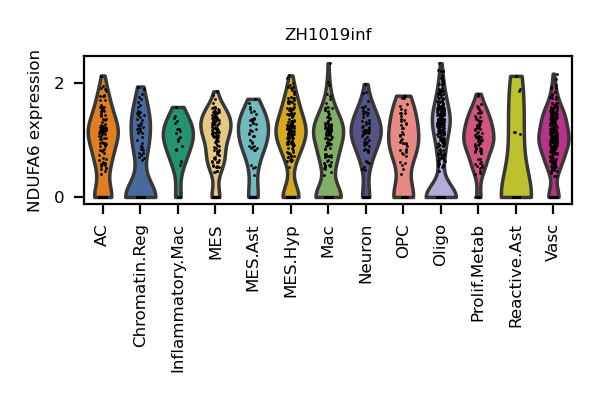 ZH1019inf
NDUFA6 expression
2
0
AC
Chromatin.Reg
Inflammatory.Mac
MES
MES.Ast
MES.Hyp
Mac
Neuron
OPC
Oligo
Prolif.Metab
Reactive.Ast
Vasc